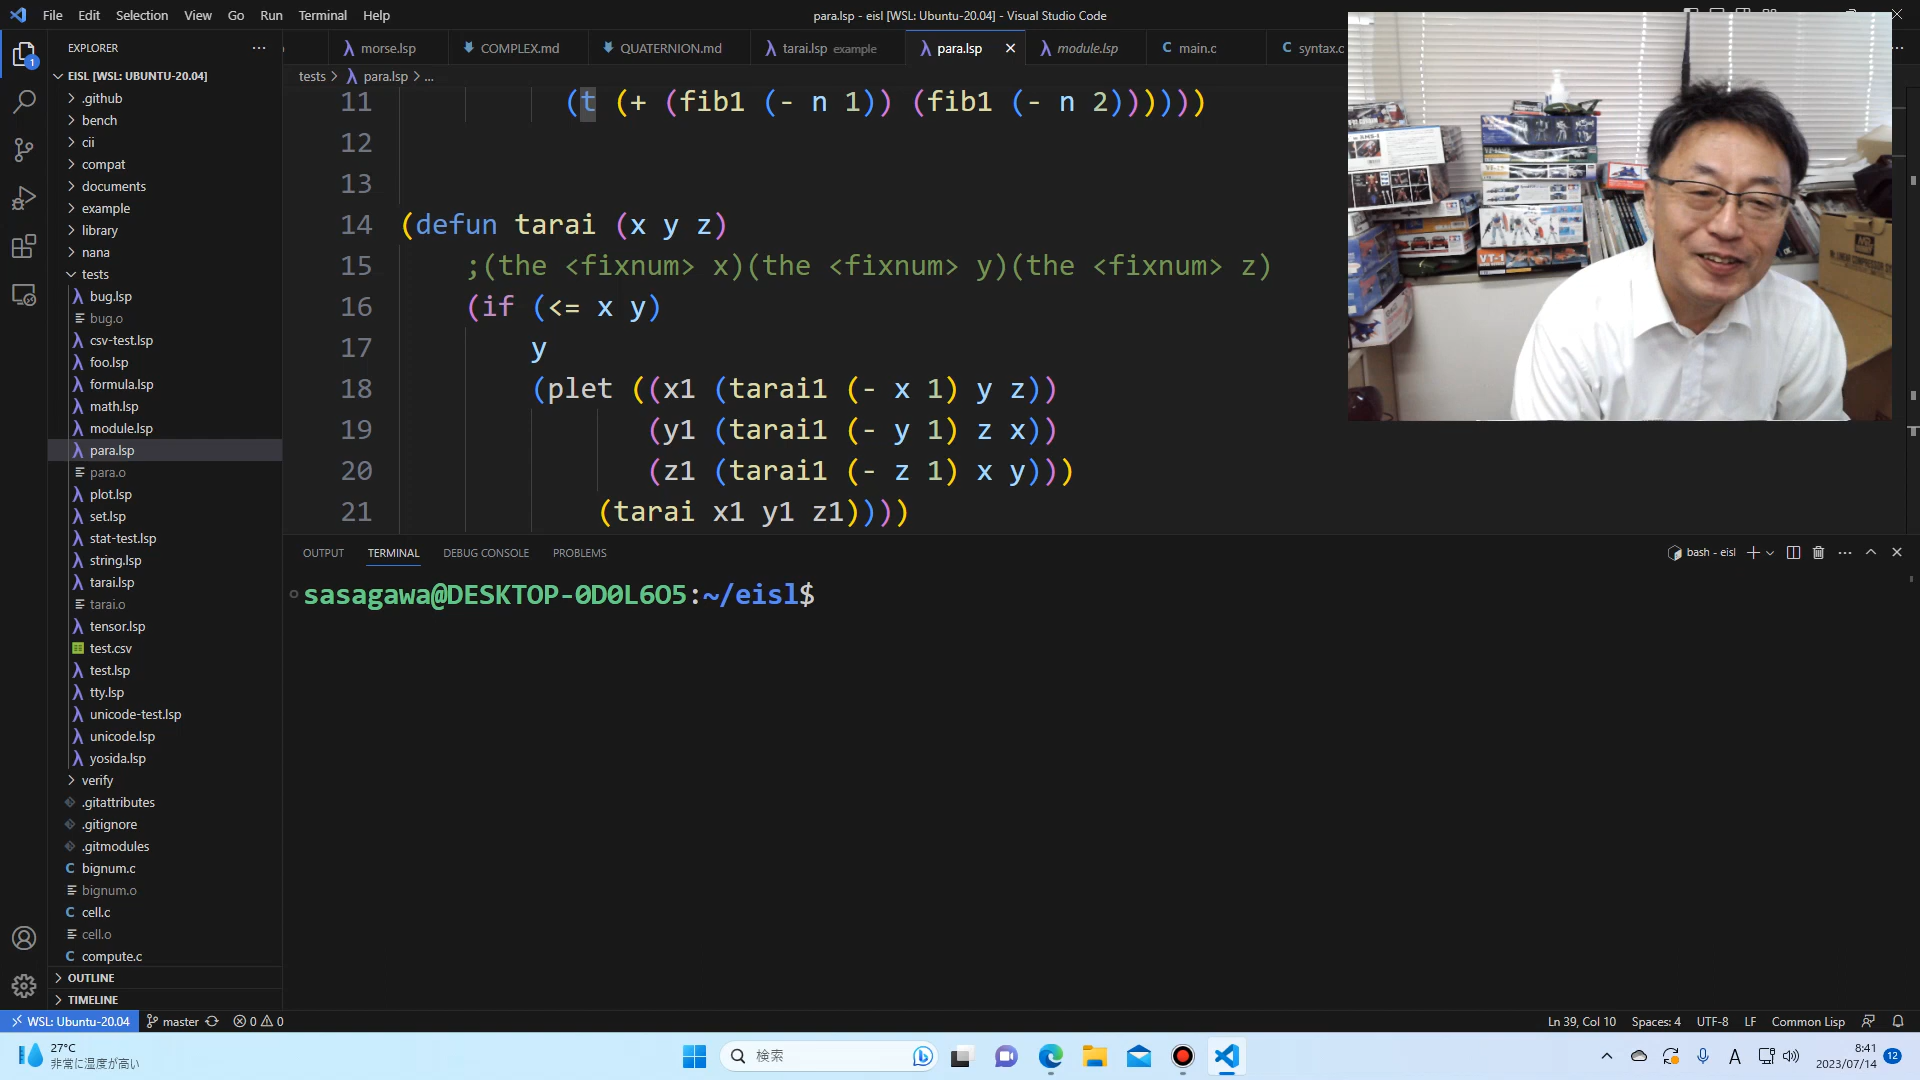 File Edit Selection View Go Run Terminal Help
para.lsp - eisl [WSL: Ubuntu-20.04] - Visual Studio Code
EXPLORER
morse.lsp
COMPLEX.md
QUATERNION.md
tarai.lsp example
para.lsp
module.lsp
main.c
syntax.c
tests > para.lsp > ...
EISL [WSL: UBUNTU-20.04]
.github
bench
cii
compat
documents
example
library
nana
tests
bug.lsp
bug.o
csv-test.lsp
foo.lsp
formula.lsp
math.lsp
module.lsp
para.lsp
para.o
plot.lsp
set.lsp
stat-test.lsp
string.lsp
tarai.lsp
tarai.o
tensor.lsp
test.csv
test.lsp
tty.lsp
unicode-test.lsp
unicode.lsp
yosida.lsp
verify
.gitattributes
.gitignore
.gitmodules
bignum.c
bignum.o
cell.c
cell.o
compute.c
OUTLINE
TIMELINE
11 (t (+ (fib1 (- n 1)) (fib1 (- n 2))))))
12
13
14 (defun tarai (x y z)
15 ;(the <fixnum> x)(the <fixnum> y)(the <fixnum> z)
16 (if (<= x y)
17 y
18 (plet ((x1 (tarai1 (- x 1) y z))
19 (y1 (tarai1 (- y 1) z x))
20 (z1 (tarai1 (- z 1) x y)))
21 (tarai x1 y1 z1))))
OUTPUT TERMINAL DEBUG CONSOLE PROBLEMS
bash - eisl
sasagawa@DESKTOP-0D0L6O5:~/eisl$
1
WSL: Ubuntu-20.04 master 0 0
Ln 39, Col 10 Spaces: 4 UTF-8 LF Common Lisp
27°C
非常に温度が高い
検索
A
8:41
2023/07/14
12
VT-1